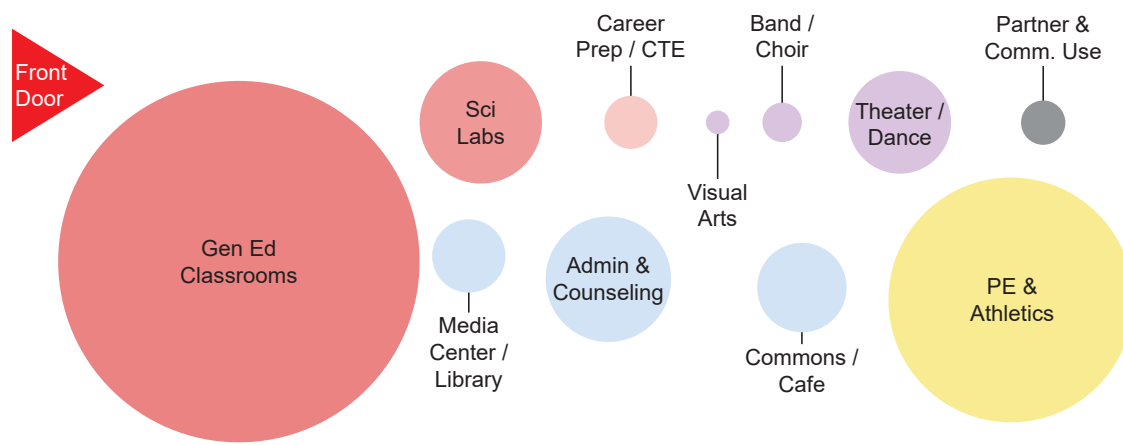 Front
Door
Gen Ed
Classrooms
Sci
Labs
Career
Prep / CTE
Visual
Arts
Band /
Choir
Theater /
Dance
Partner &
Comm. Use
Media
Center /
Library
Admin &
Counseling
Commons /
Cafe
PE &
Athletics